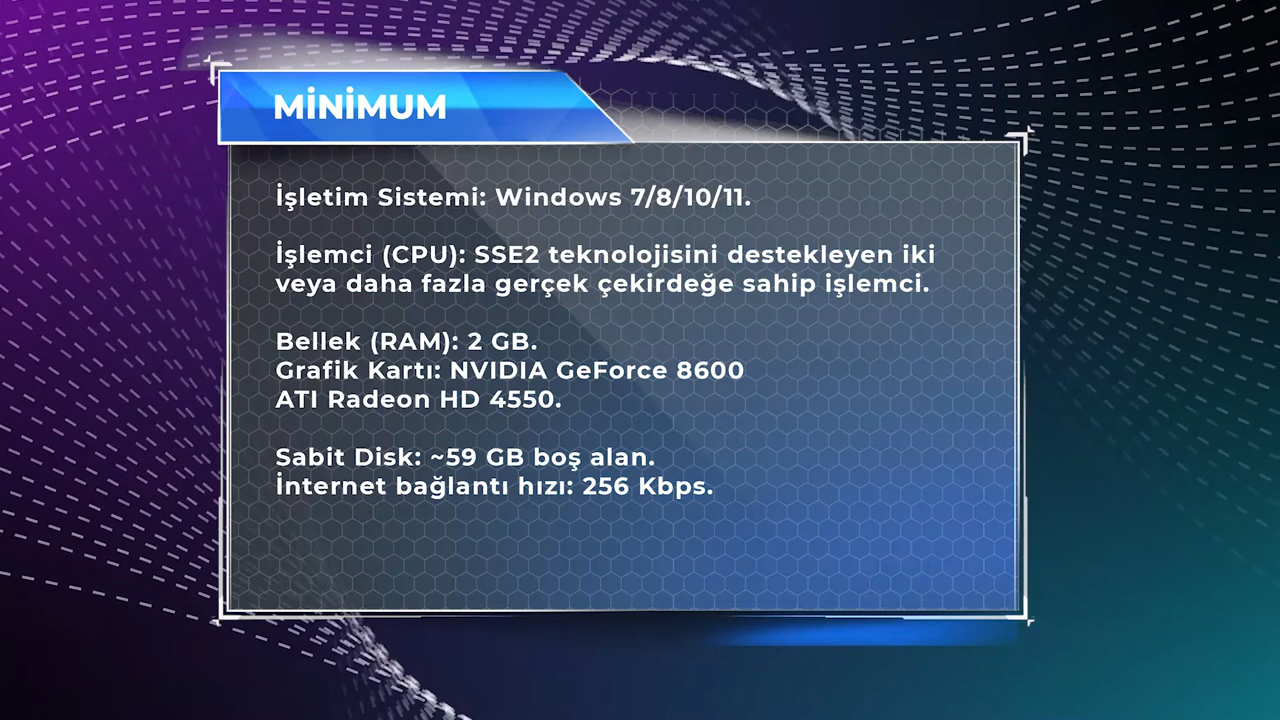 MİNİMUM
İşletim Sistemi: Windows 7/8/10/11.
İşlemci (CPU): SSE2 teknolojisini destekleyen iki
veya daha fazla gerçek çekirdeğe sahip işlemci.
Bellek (RAM): 2 GB.
Grafik Kartı: NVIDIA GeForce 8600
ATI Radeon HD 4550.
Sabit Disk: ~59 GB boş alan.
İnternet bağlantı hızı: 256 Kbps.